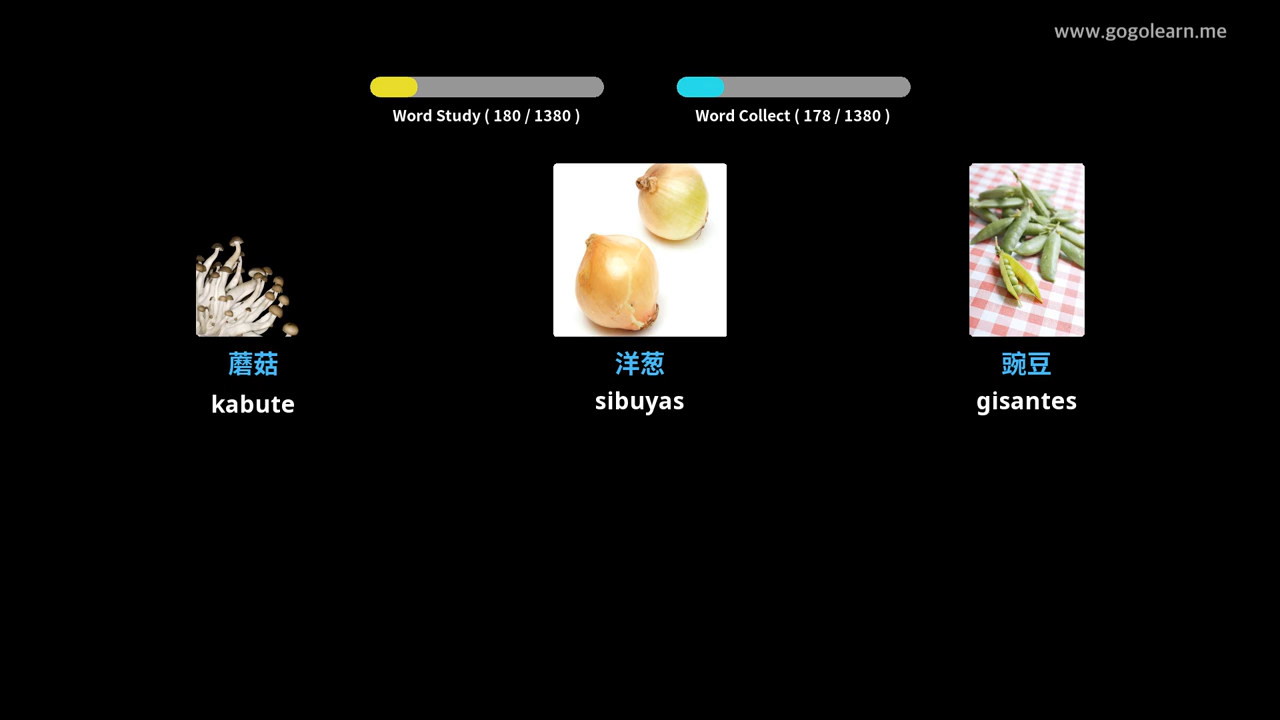 www.gogolearn.me
Word Study ( 180 / 1380 )
Word Collect ( 178 / 1380 )
蘑菇
洋葱
豌豆
kabute
sibuyas
gisantes